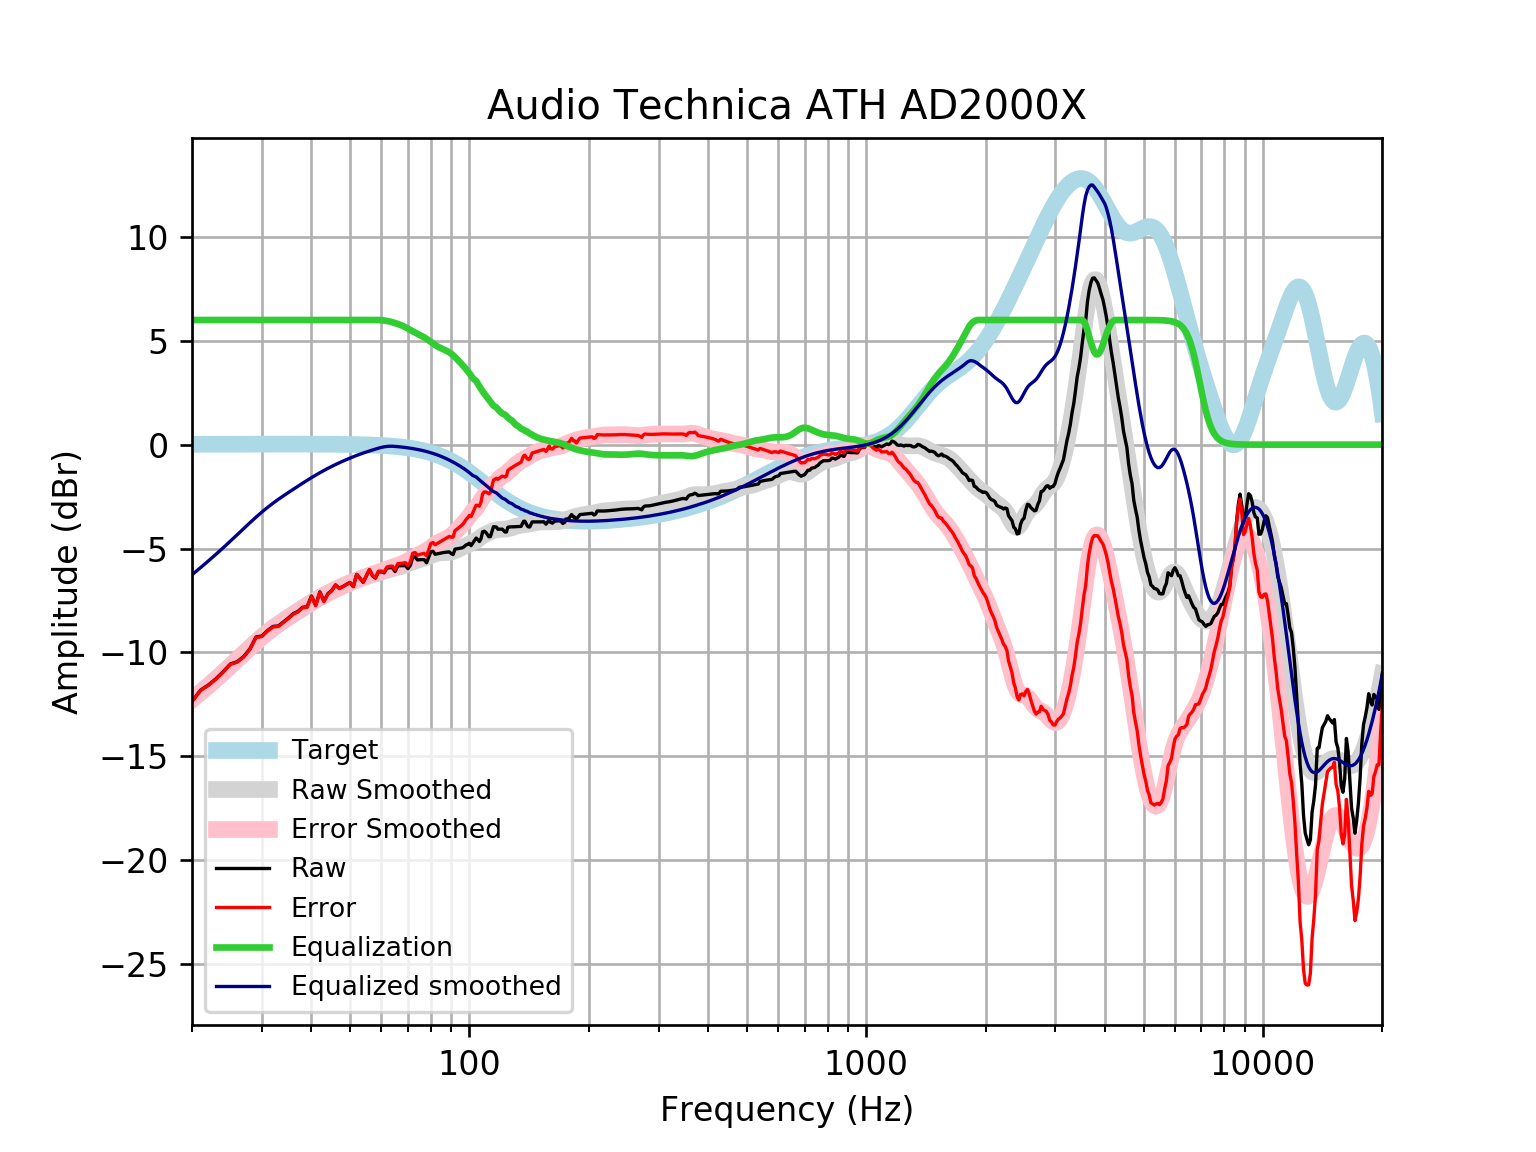 Audio Technica ATH AD2000X
Amplitude (dBr)
10
5
0
−5
−10
−15
−20
−25
Target
Raw Smoothed
Error Smoothed
Raw
Error
Equalization
Equalized smoothed
100 1000 10000
Frequency (Hz)